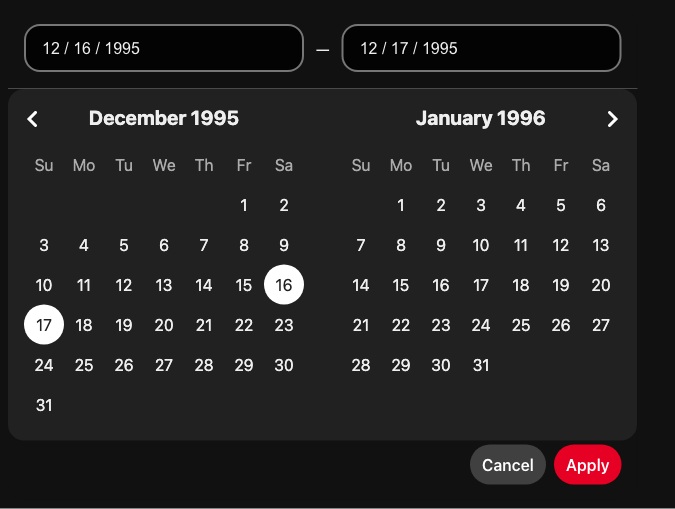 12 / 16 / 1995 — 12 / 17 / 1995
December 1995 January 1996
Su Mo Tu We Th Fr Sa Su Mo Tu We Th Fr Sa
1 2 1 2 3 4 5 6
3 4 5 6 7 8 9 7 8 9 10 11 12 13
10 11 12 13 14 15 16 14 15 16 17 18 19 20
17 18 19 20 21 22 23 21 22 23 24 25 26 27
24 25 26 27 28 29 30 28 29 30 31
31
Cancel Apply